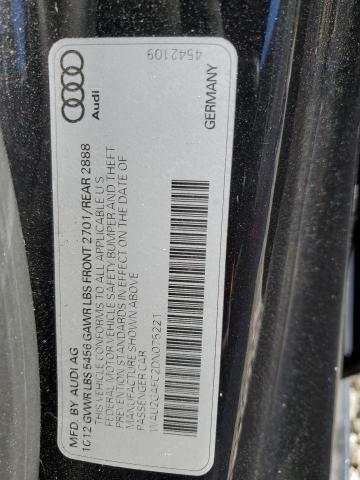 Audi
4542109
GERMANY
MFD. BY AUDI AG
10/12 GVWR LBS 5456 GAWR LBS FRONT 2701/REAR 2888
THIS VEHICLE CONFORMS TO ALL APPLICABLE U S
FEDERAL MOTOR VEHICLE SAFETY BUMPER AND THEFT
PREVENTION STANDARDS IN EFFECT ON THE DATE OF
MANUFACTURE SHOWN ABOVE
PASSENGER CAR
WAU2GAFC2DN075221